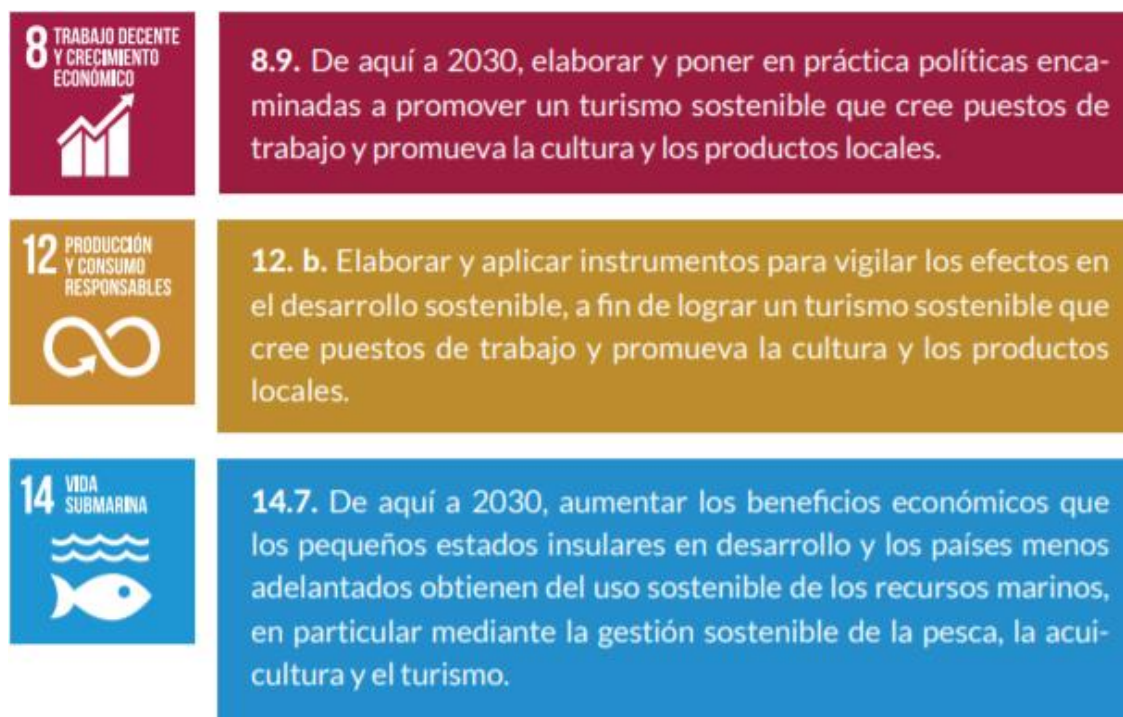 8 TRABAJO DECENTE
Y CRECIMIENTO
ECONÓMICO
8.9. De aquí a 2030, elaborar y poner en práctica políticas enca-
minadas a promover un turismo sostenible que cree puestos de
trabajo y promueva la cultura y los productos locales.
12 PRODUCCIÓN
Y CONSUMO
RESPONSABLES
12. b. Elaborar y aplicar instrumentos para vigilar los efectos en
el desarrollo sostenible, a fin de lograr un turismo sostenible que
cree puestos de trabajo y promueva la cultura y los productos
locales.
14 VIDA
SUBMARINA
14.7. De aquí a 2030, aumentar los beneficios económicos que
los pequeños estados insulares en desarrollo y los países menos
adelantados obtienen del uso sostenible de los recursos marinos,
en particular mediante la gestión sostenible de la pesca, la acui-
cultura y el turismo.